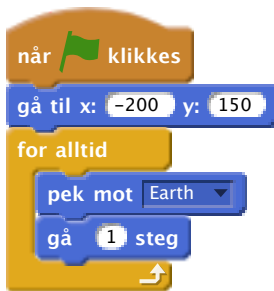 når klikkes
gå til x: -200 y: 150
for alltid
pek mot Earth
gå 1 steg